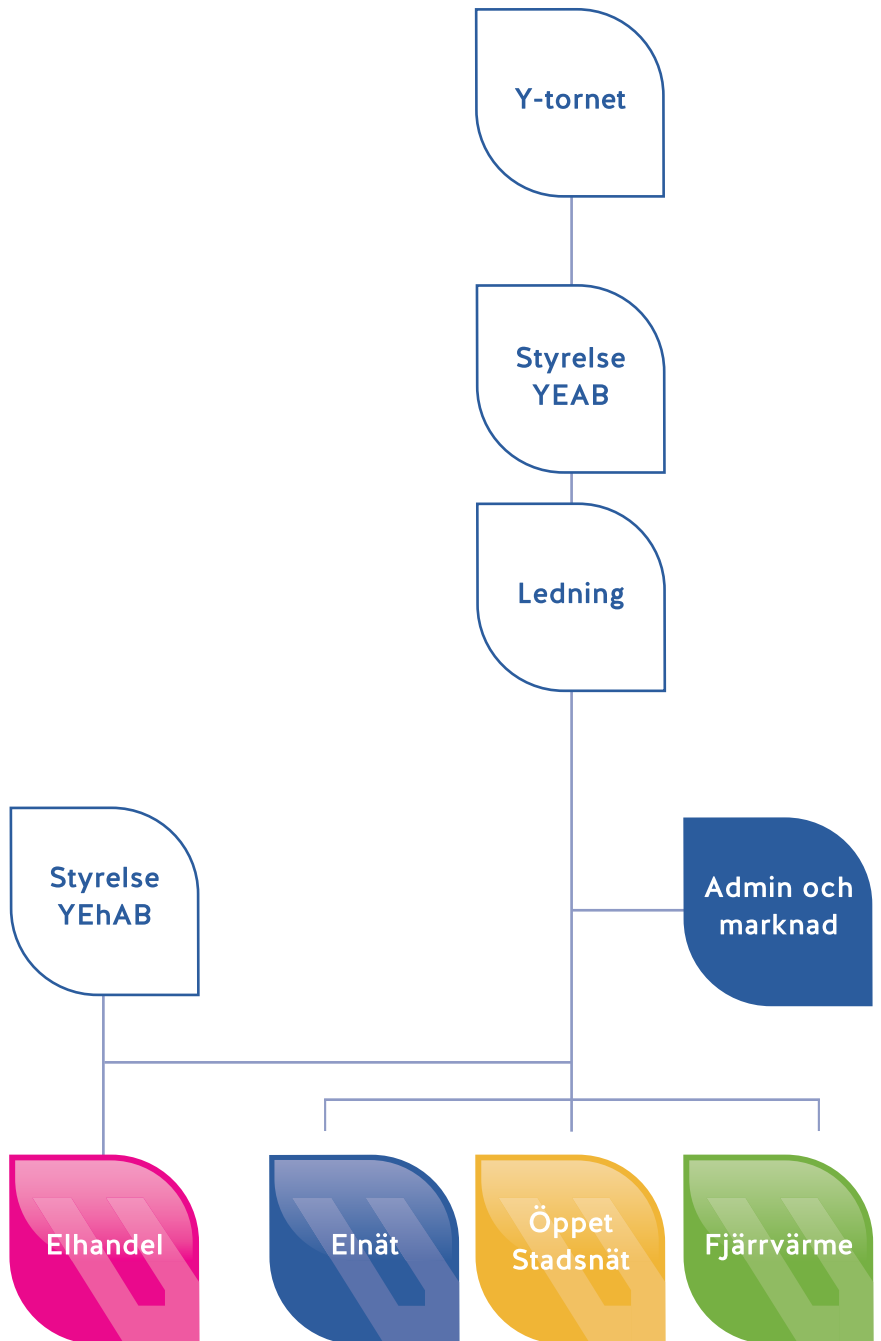 Y-tornet
Styrelse
YEAB
Ledning
Styrelse
YEhAB
Admin och
marknad
Elhandel
Elnät
Öppet
Stadsnät
Fjärrvärme